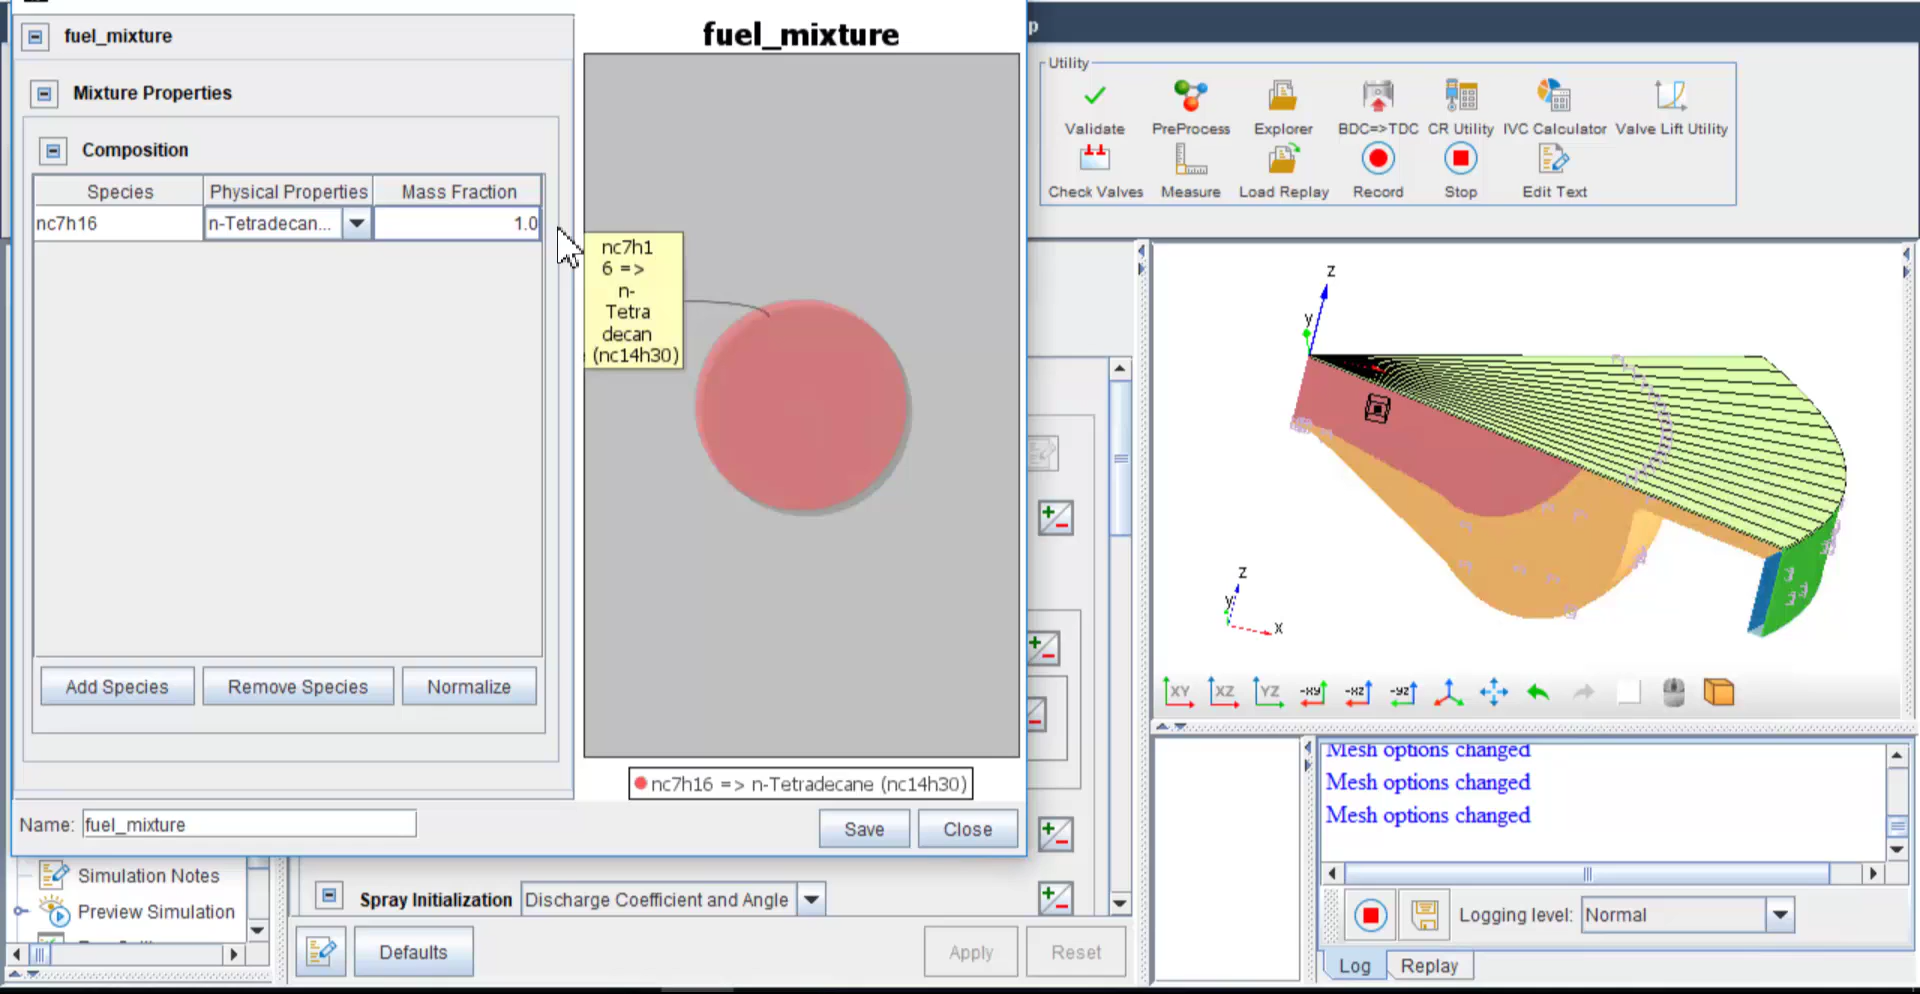 fuel_mixture
Mixture Properties
Composition
Species Physical Properties Mass Fraction
nc7h16 n-Tetradecan... 1.0
Add Species Remove Species Normalize
Name: fuel_mixture
fuel_mixture
nc7h1
6 =>
n-
Tetra
decan
(nc14h30)
nc7h16 => n-Tetradecane (nc14h30)
Save Close
Simulation Notes
Preview Simulation
Spray Initialization Discharge Coefficient and Angle
Defaults Apply Reset
p
Utility
Validate PreProcess Explorer BDC=>TDC CR Utility IVC Calculator Valve Lift Utility
Check Valves Measure Load Replay Record Stop Edit Text
z
y
z
y
x
XY XZ YZ -xy -xz -yz
Mesh options changed
Mesh options changed
Mesh options changed
Logging level: Normal
Log Replay